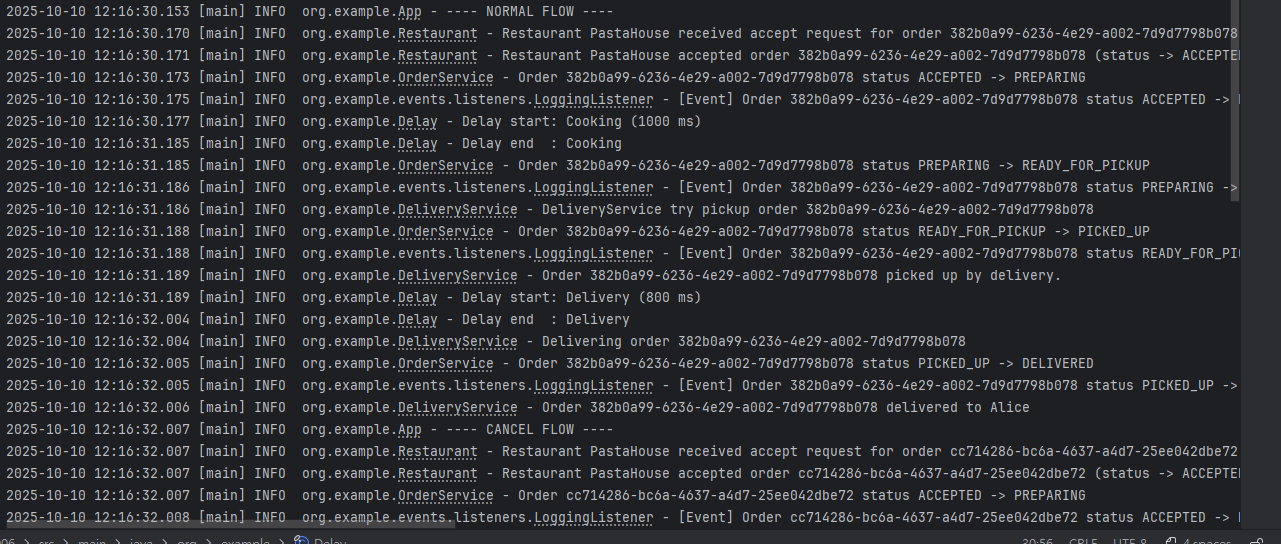 2025-10-10 12:16:30.153 [main] INFO  org.example.App - ---- NORMAL FLOW ----
2025-10-10 12:16:30.170 [main] INFO  org.example.Restaurant - Restaurant PastaHouse received accept request for order 382b0a99-6236-4e29-a002-7d9d7798b078
2025-10-10 12:16:30.171 [main] INFO  org.example.Restaurant - Restaurant PastaHouse accepted order 382b0a99-6236-4e29-a002-7d9d7798b078 (status -> ACCEPTE
2025-10-10 12:16:30.173 [main] INFO  org.example.OrderService - Order 382b0a99-6236-4e29-a002-7d9d7798b078 status ACCEPTED -> PREPARING
2025-10-10 12:16:30.175 [main] INFO  org.example.events.listeners.LoggingListener - [Event] Order 382b0a99-6236-4e29-a002-7d9d7798b078 status ACCEPTED ->
2025-10-10 12:16:30.177 [main] INFO  org.example.Delay - Delay start: Cooking (1000 ms)
2025-10-10 12:16:31.185 [main] INFO  org.example.Delay - Delay end  : Cooking
2025-10-10 12:16:31.185 [main] INFO  org.example.OrderService - Order 382b0a99-6236-4e29-a002-7d9d7798b078 status PREPARING -> READY_FOR_PICKUP
2025-10-10 12:16:31.186 [main] INFO  org.example.events.listeners.LoggingListener - [Event] Order 382b0a99-6236-4e29-a002-7d9d7798b078 status PREPARING ->
2025-10-10 12:16:31.186 [main] INFO  org.example.DeliveryService - DeliveryService try pickup order 382b0a99-6236-4e29-a002-7d9d7798b078
2025-10-10 12:16:31.188 [main] INFO  org.example.OrderService - Order 382b0a99-6236-4e29-a002-7d9d7798b078 status READY_FOR_PICKUP -> PICKED_UP
2025-10-10 12:16:31.188 [main] INFO  org.example.events.listeners.LoggingListener - [Event] Order 382b0a99-6236-4e29-a002-7d9d7798b078 status READY_FOR_PI
2025-10-10 12:16:31.189 [main] INFO  org.example.DeliveryService - Order 382b0a99-6236-4e29-a002-7d9d7798b078 picked up by delivery.
2025-10-10 12:16:31.189 [main] INFO  org.example.Delay - Delay start: Delivery (800 ms)
2025-10-10 12:16:32.004 [main] INFO  org.example.Delay - Delay end  : Delivery
2025-10-10 12:16:32.004 [main] INFO  org.example.DeliveryService - Delivering order 382b0a99-6236-4e29-a002-7d9d7798b078
2025-10-10 12:16:32.005 [main] INFO  org.example.OrderService - Order 382b0a99-6236-4e29-a002-7d9d7798b078 status PICKED_UP -> DELIVERED
2025-10-10 12:16:32.005 [main] INFO  org.example.events.listeners.LoggingListener - [Event] Order 382b0a99-6236-4e29-a002-7d9d7798b078 status PICKED_UP ->
2025-10-10 12:16:32.006 [main] INFO  org.example.DeliveryService - Order 382b0a99-6236-4e29-a002-7d9d7798b078 delivered to Alice
2025-10-10 12:16:32.007 [main] INFO  org.example.App - ---- CANCEL FLOW ----
2025-10-10 12:16:32.007 [main] INFO  org.example.Restaurant - Restaurant PastaHouse received accept request for order cc714286-bc6a-4637-a4d7-25ee042dbe72
2025-10-10 12:16:32.007 [main] INFO  org.example.Restaurant - Restaurant PastaHouse accepted order cc714286-bc6a-4637-a4d7-25ee042dbe72 (status -> ACCEPTE
2025-10-10 12:16:32.007 [main] INFO  org.example.OrderService - Order cc714286-bc6a-4637-a4d7-25ee042dbe72 status ACCEPTED -> PREPARING
2025-10-10 12:16:32.008 [main] INFO  org.example.events.listeners.LoggingListener - [Event] Order cc714286-bc6a-4637-a4d7-25ee042dbe72 status ACCEPTED ->
06 > src > main > java > org > example > Delay 30:56 CRLF UTF-8 4 spaces